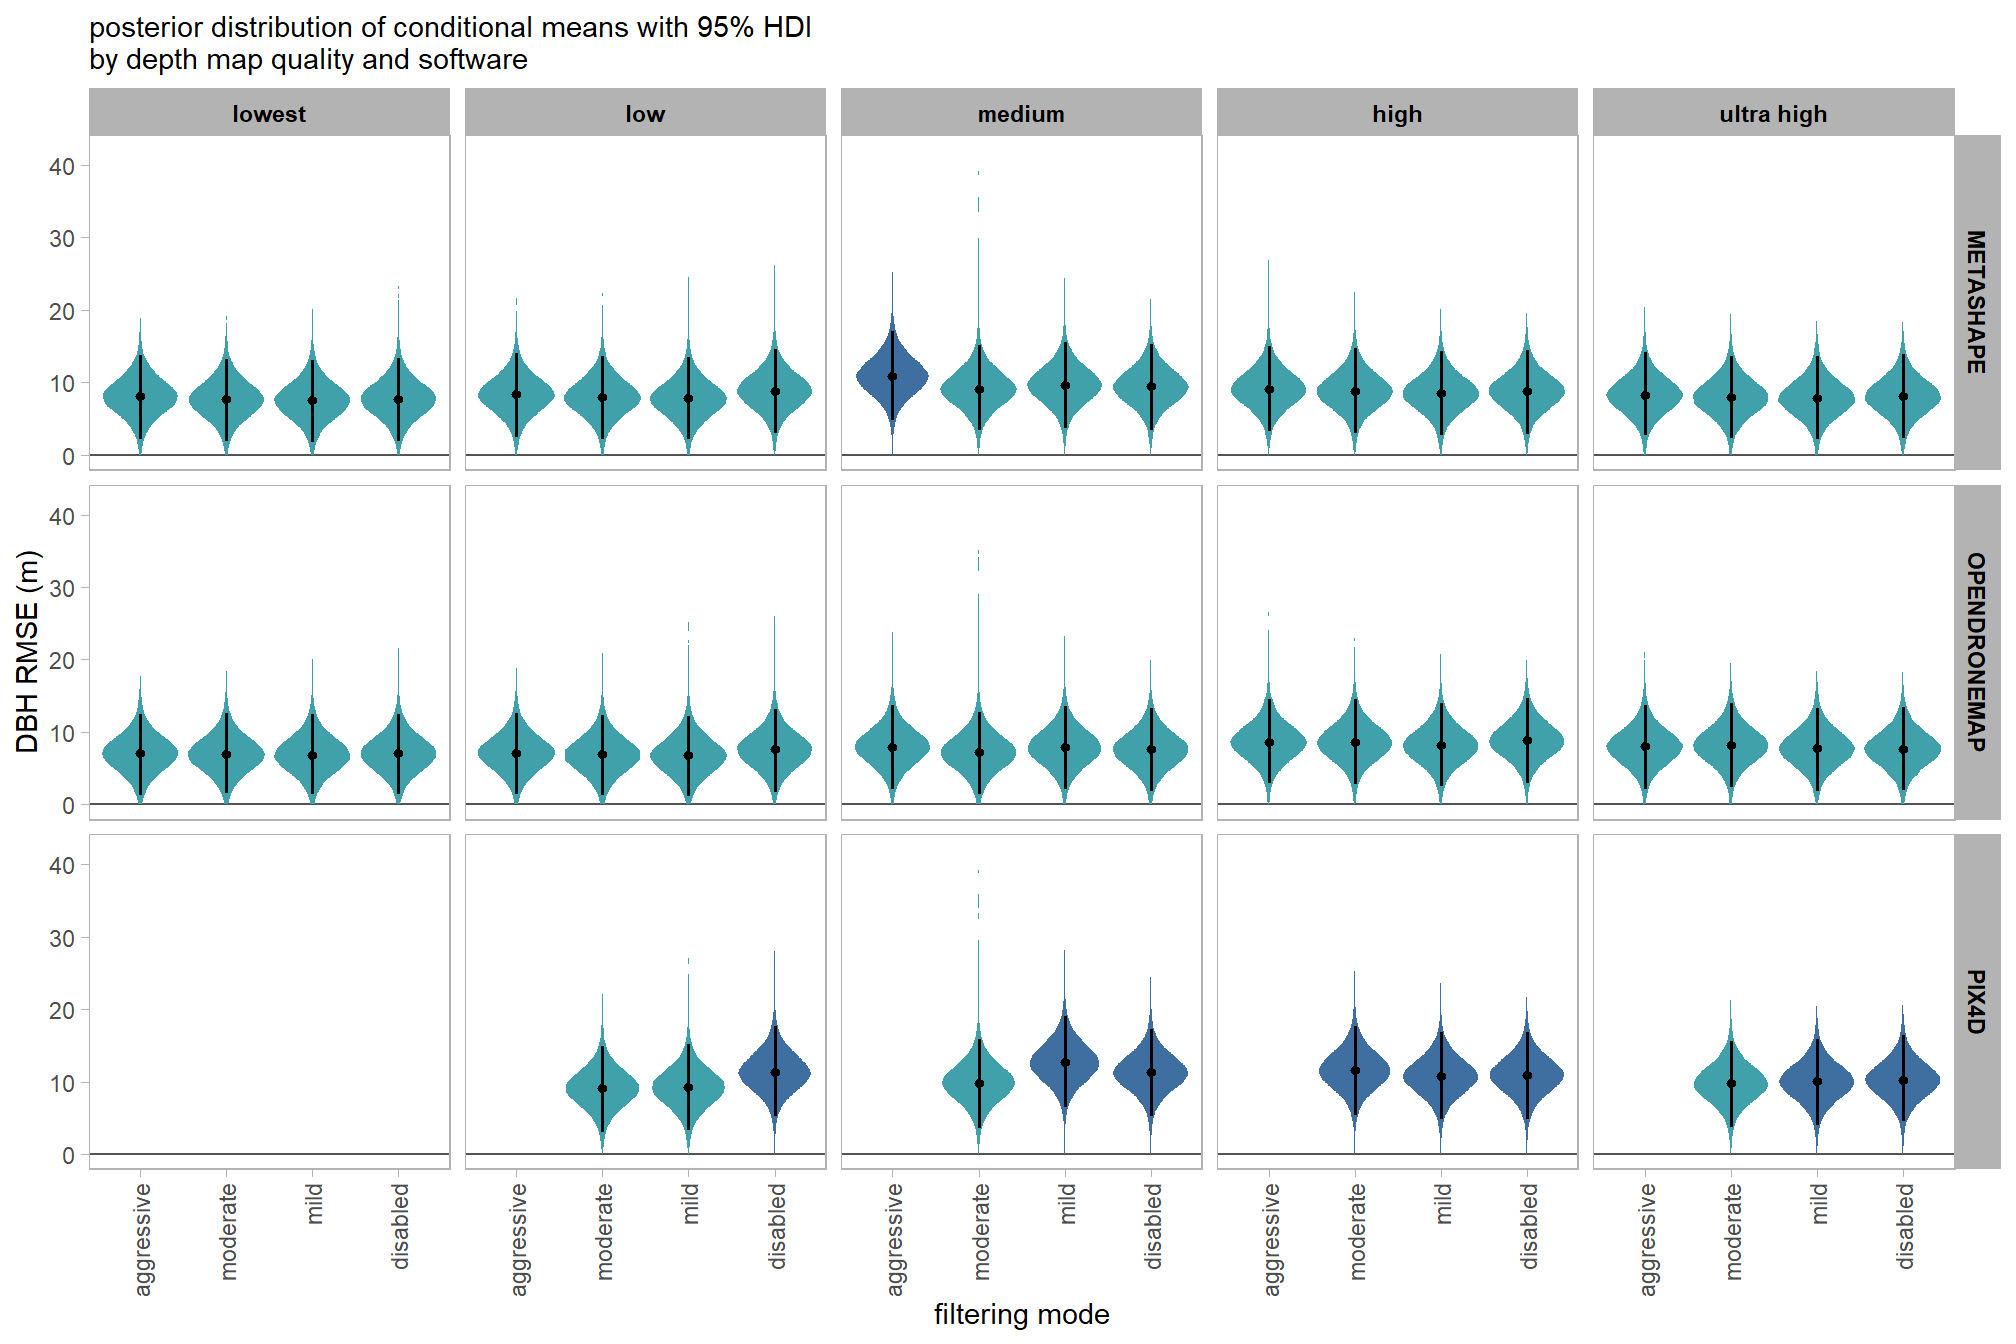 posterior distribution of conditional means with 95% HDI
by depth map quality and software
lowest
low
medium
high
ultra high
40
30
20
10
0
METASHAPE
DBH RMSE (m)
40
30
20
10
0
OPENDRONEMAP
40
30
20
10
0
PIX4D
aggressive
moderate
mild
disabled
aggressive
moderate
mild
disabled
aggressive
moderate
mild
disabled
aggressive
moderate
mild
disabled
aggressive
moderate
mild
disabled
filtering mode